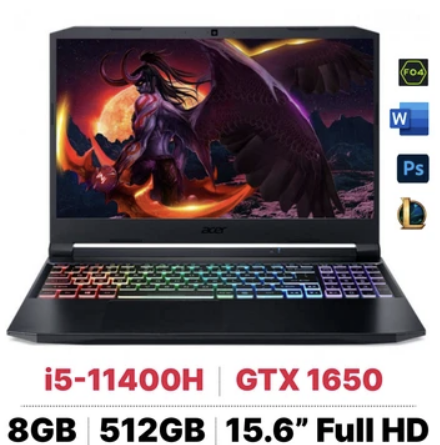 FO4
W
Ps
L
acer
i5-11400H | GTX 1650
8GB | 512GB | 15.6” Full HD